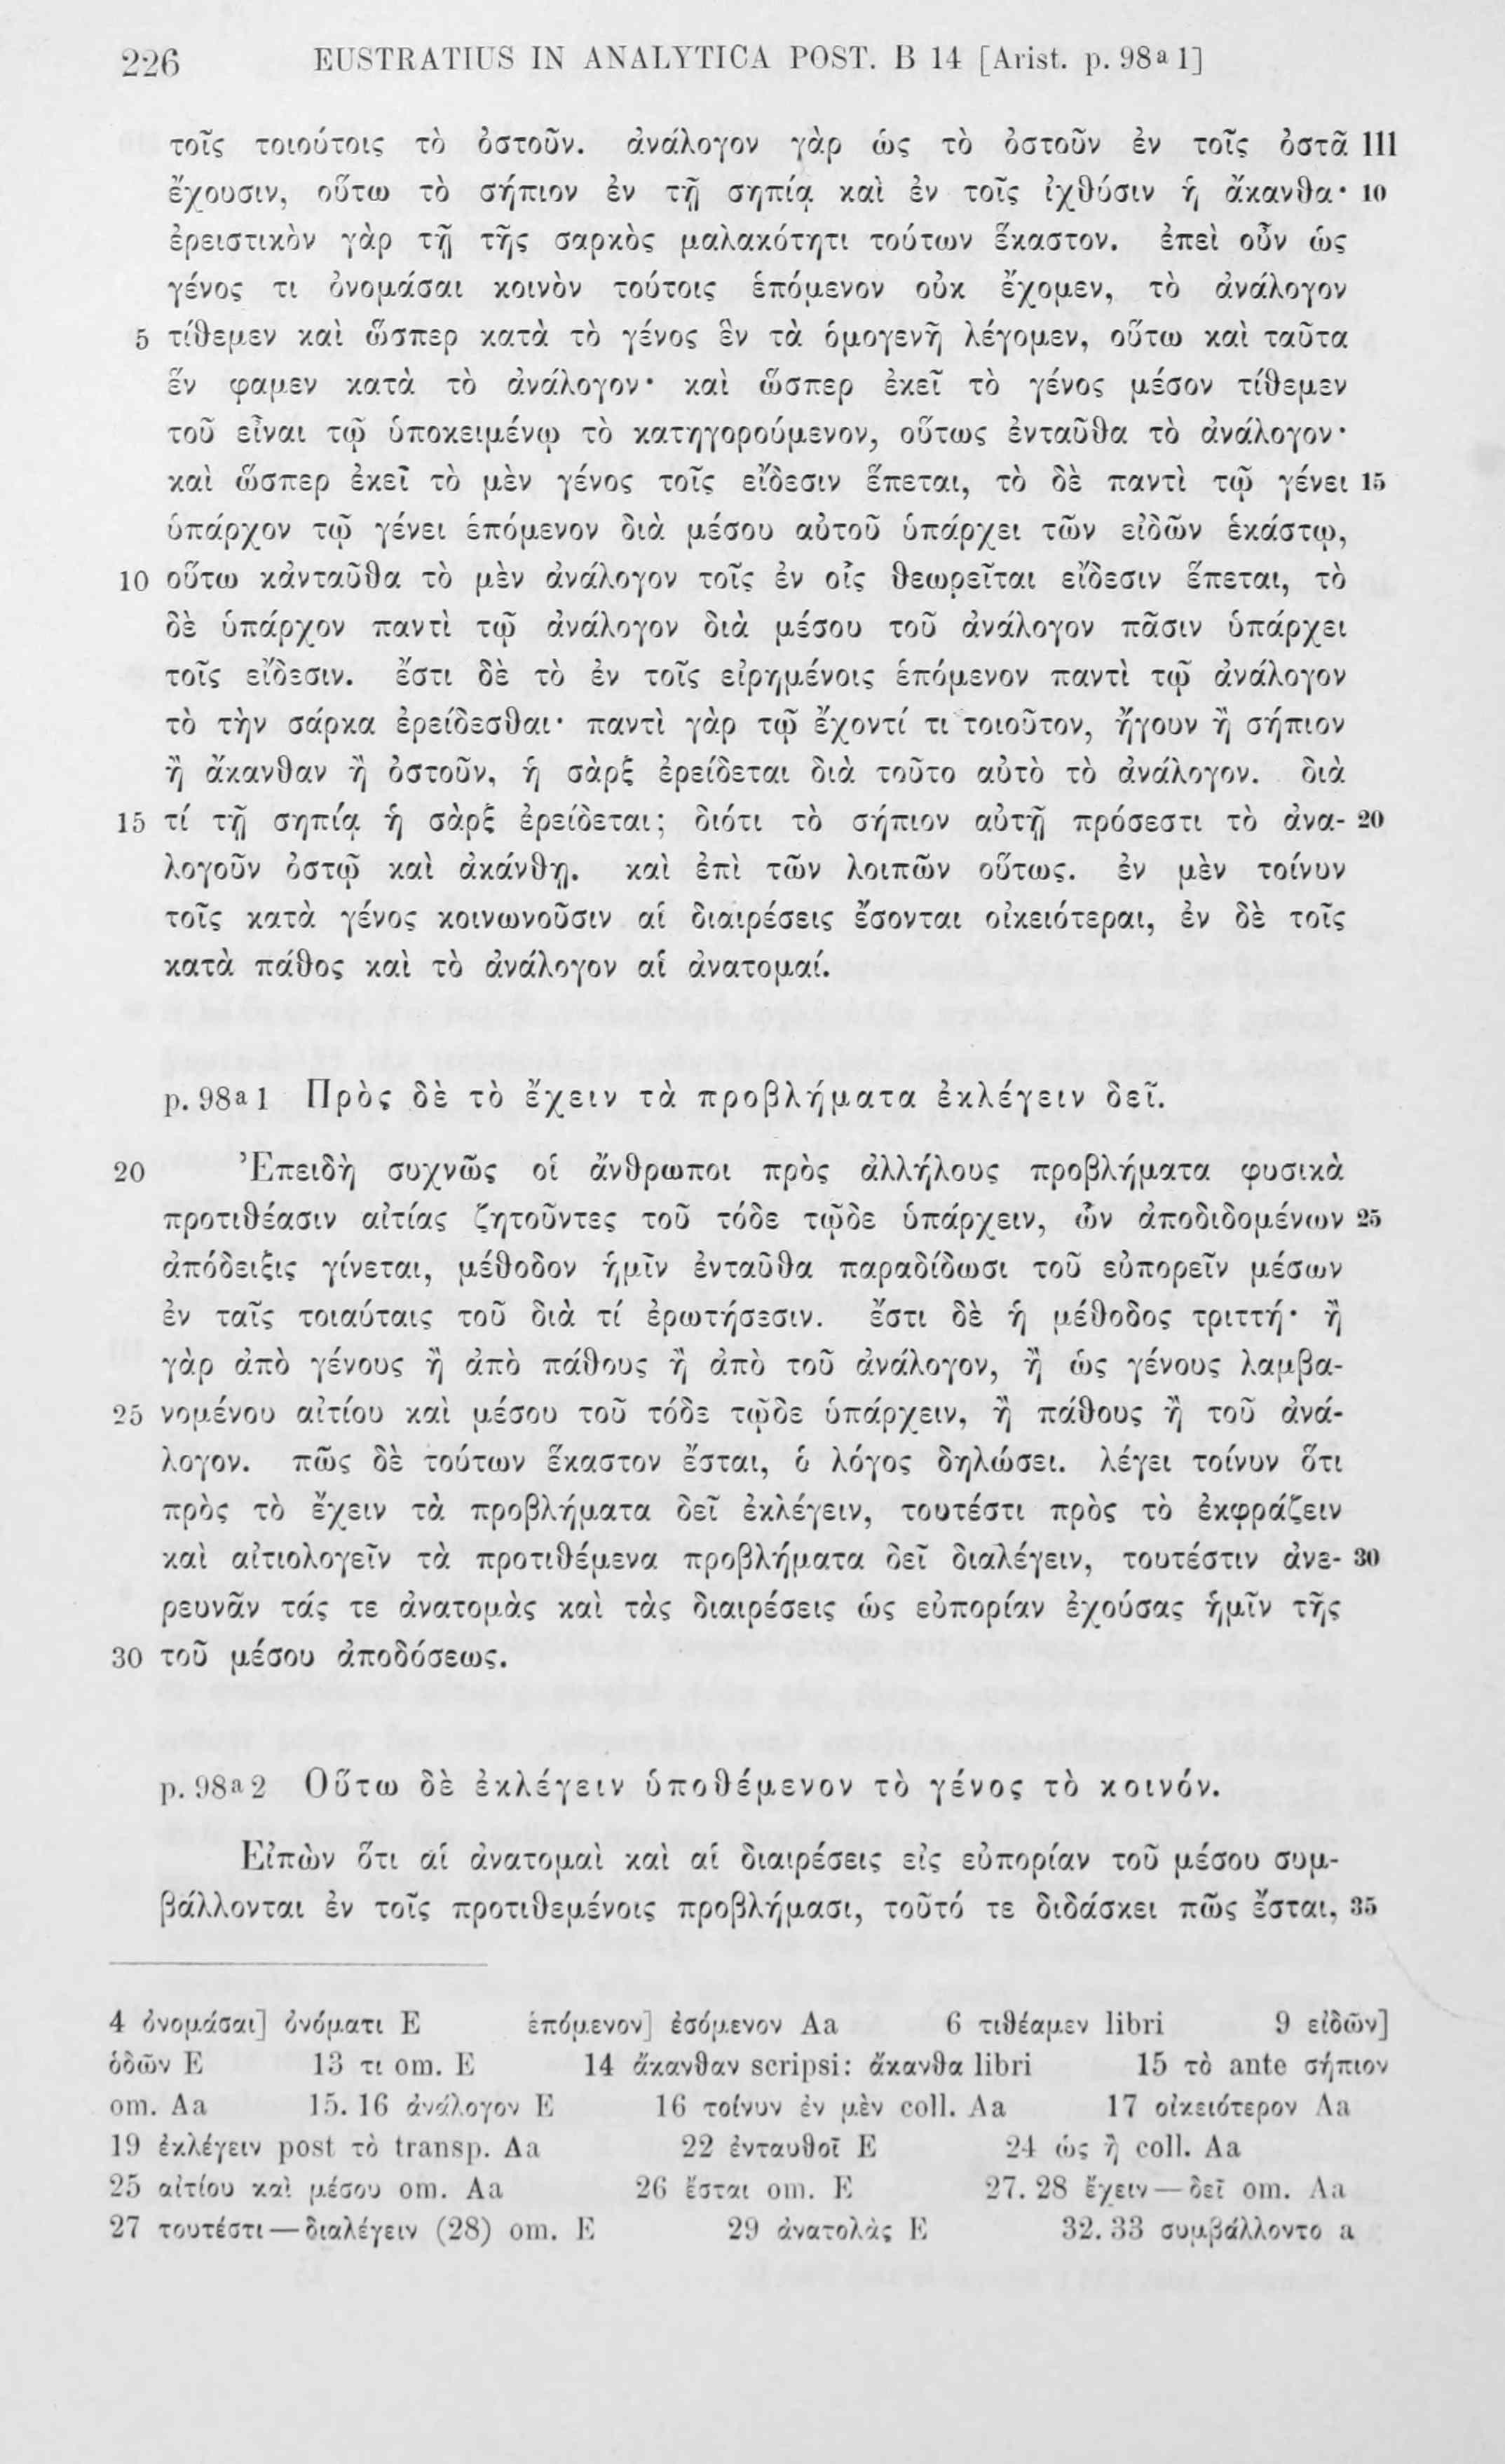 226 EUSTRATIUS IN ANALYTICA POST. B 14 [Arist. p. 98ª 1]
τοῖς τοιούτοις τὸ ὀστοῦν. ἀνάλογον γὰρ ὡς τὸ ὀστοῦν ἐν τοῖς ὀστᾶ 111
ἔχουσιν, οὕτω τὸ σήπιον ἐν τῇ σηπίᾳ καὶ ἐν τοῖς ἰχθύσιν ἡ ἄκανθα· 10
ἐρειστικὸν γὰρ τῇ τῆς σαρκὸς μαλακότητι τούτων ἕκαστον. ἐπεὶ οὖν ὡς
γένος τι ὀνομάσαι κοινὸν τούτοις ἑπόμενον οὐκ ἔχομεν, τὸ ἀνάλογον
5 τίθεμεν καὶ ὥσπερ κατὰ τὸ γένος ἓν τὰ ὁμογενῆ λέγομεν, οὕτω καὶ ταῦτα
ἕν φαμεν κατὰ τὸ ἀνάλογον· καὶ ὥσπερ ἐκεῖ τὸ γένος μέσον τίθεμεν
τοῦ εἶναι τῷ ὑποκειμένῳ τὸ κατηγορούμενον, οὕτως ἐνταῦθα τὸ ἀνάλογον·
καὶ ὥσπερ ἐκεῖ τὸ μὲν γένος τοῖς εἴδεσιν ἕπεται, τὸ δὲ παντὶ τῷ γένει 15
ὑπάρχον τῷ γένει ἑπόμενον διὰ μέσου αὐτοῦ ὑπάρχει τῶν εἰδῶν ἑκάστῳ,
10 οὕτω κἀνταῦθα τὸ μὲν ἀνάλογον τοῖς ἐν οἷς θεωρεῖται εἴδεσιν ἕπεται, τὸ
δὲ ὑπάρχον παντὶ τῷ ἀνάλογον διὰ μέσου τοῦ ἀνάλογον πᾶσιν ὑπάρχει
τοῖς εἴδεσιν. ἔστι δὲ τὸ ἐν τοῖς εἰρημένοις ἑπόμενον παντὶ τῷ ἀνάλογον
τὸ τὴν σάρκα ἐρείδεσθαι· παντὶ γὰρ τῷ ἔχοντί τι τοιοῦτον, ἤγουν ἢ σήπιον
ἢ ἄκανθαν ἢ ὀστοῦν, ἡ σὰρξ ἐρείδεται διὰ τοῦτο αὐτὸ τὸ ἀνάλογον. διὰ
15 τί τῇ σηπίᾳ ἡ σὰρξ ἐρείδεται; διότι τὸ σήπιον αὐτῇ πρόσεστι τὸ ἀνα- 20
λογοῦν ὀστῷ καὶ ἀκάνθῃ. καὶ ἐπὶ τῶν λοιπῶν οὕτως. ἐν μὲν τοίνυν
τοῖς κατὰ γένος κοινωνοῦσιν αἱ διαιρέσεις ἔσονται οἰκειότεραι, ἐν δὲ τοῖς
κατὰ πάθος καὶ τὸ ἀνάλογον αἱ ἀνατομαί.
p. 98ª 1 Πρὸς δὲ τὸ ἔχειν τὰ προβλήματα ἐκλέγειν δεῖ.
20 Ἐπειδὴ συχνῶς οἱ ἄνθρωποι πρὸς ἀλλήλους προβλήματα φυσικὰ
προτιθέασιν αἰτίας ζητοῦντες τοῦ τόδε τῷδε ὑπάρχειν, ὧν ἀποδιδομένων 25
ἀπόδειξις γίνεται, μέθοδον ἡμῖν ἐνταῦθα παραδίδωσι τοῦ εὐπορεῖν μέσων
ἐν ταῖς τοιαύταις τοῦ διὰ τί ἐρωτήσεσιν. ἔστι δὲ ἡ μέθοδος τριττή· ἢ
γὰρ ἀπὸ γένους ἢ ἀπὸ πάθους ἢ ἀπὸ τοῦ ἀνάλογον, ἢ ὡς γένους λαμβα-
25 νομένου αἰτίου καὶ μέσου τοῦ τόδε τῷδε ὑπάρχειν, ἢ πάθους ἢ τοῦ ἀνά-
λογον. πῶς δὲ τούτων ἕκαστον ἔσται, ὁ λόγος δηλώσει. λέγει τοίνυν ὅτι
πρὸς τὸ ἔχειν τὰ προβλήματα δεῖ ἐκλέγειν, τουτέστι πρὸς τὸ ἐκφράζειν
καὶ αἰτιολογεῖν τὰ προτιθέμενα προβλήματα δεῖ διαλέγειν, τουτέστιν ἀνε- 30
ρευνᾶν τάς τε ἀνατομὰς καὶ τὰς διαιρέσεις ὡς εὐπορίαν ἐχούσας ἡμῖν τῆς
30 τοῦ μέσου ἀποδόσεως.
p. 98ª 2 Οὕτω δὲ ἐκλέγειν ὑποθέμενον τὸ γένος τὸ κοινόν.
Εἰπὼν ὅτι αἱ ἀνατομαὶ καὶ αἱ διαιρέσεις εἰς εὐπορίαν τοῦ μέσου συμ-
βάλλονται ἐν τοῖς προτιθεμένοις προβλήμασι, τοῦτό τε διδάσκει πῶς ἔσται, 35
4 ὀνομάσαι] ὀνόματι E ἑπόμενον] ἐσόμενον Aa 6 τιθέαμεν libri 9 εἰδῶν]
ὁδῶν E 13 τι om. E 14 ἄκανθαν scripsi: ἄκανθα libri 15 τὸ ante σήπιον
om. Aa 15. 16 ἀνάλογον E 16 τοίνυν ἐν μὲν coll. Aa 17 οἰκειότερον Aa
19 ἐκλέγειν post τὸ transp. Aa 22 ἐνταυθοῖ E 24 ὡς ἢ coll. Aa
25 αἰτίου καὶ μέσου om. Aa 26 ἔσται om. E 27. 28 ἔχειν — δεῖ om. Aa
27 τουτέστι — διαλέγειν (28) om. E 29 ἀνατολὰς E 32. 33 συμβάλλοντο a